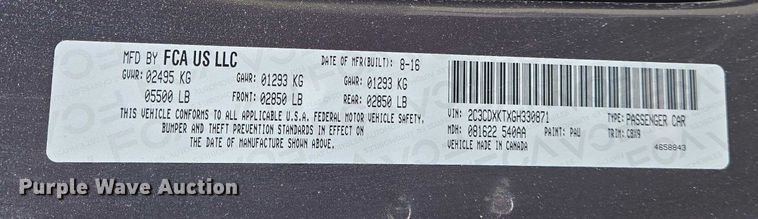 MFD BY FCA US LLC
DATE OF MFR(BUILT): 8-16
GVWR: 02495 KG GAWR: 01293 KG GAWR: 01293 KG
05500 LB FRONT: 02850 LB REAR: 02850 LB
THIS VEHICLE CONFORMS TO ALL APPLICABLE U.S.A. FEDERAL MOTOR VEHICLE SAFETY,
BUMPER AND THEFT PREVENTION STANDARDS IN EFFECT ON
THE DATE OF MANUFACTURE SHOWN ABOVE.
VIN: 2C3CDXKTXGH330871 TYPE: PASSENGER CAR
MDH: 081622 540AA PAINT: PAU TRIM: CBX9
VEHICLE MADE IN CANADA 4658843
Purple Wave Auction